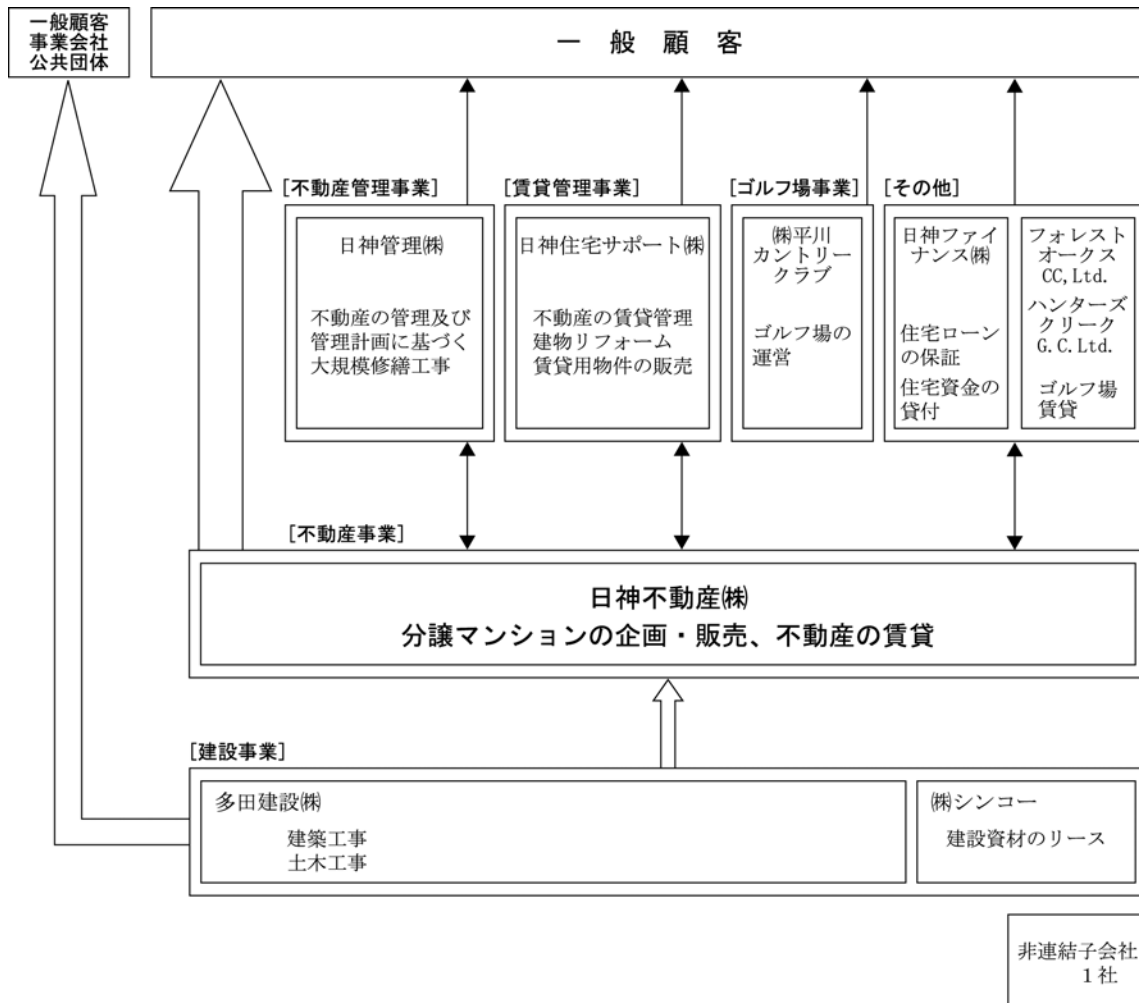 一般顧客
事業会社
公共団体
一般顧客
[不動産管理事業]
日神管理㈱
不動産の管理及び
管理計画に基づく
大規模修繕工事
[賃貸管理事業]
日神住宅サポート㈱
不動産の賃貸管理
建物リフォーム
賃貸用物件の販売
[ゴルフ場事業]
㈱平川
カントリー
クラブ
ゴルフ場の
運営
[その他]
日神ファイ
ナンス㈱
住宅ローン
の保証
住宅資金の
貸付
フォレスト
オークス
CC,Ltd.
ハンターズ
クリーク
G.C.Ltd.
ゴルフ場
賃貸
[不動産事業]
日神不動産㈱
分譲マンションの企画・販売、不動産の賃貸
[建設事業]
多田建設㈱
建築工事
土木工事
㈱シンコー
建設資材のリース
非連結子会社
1社